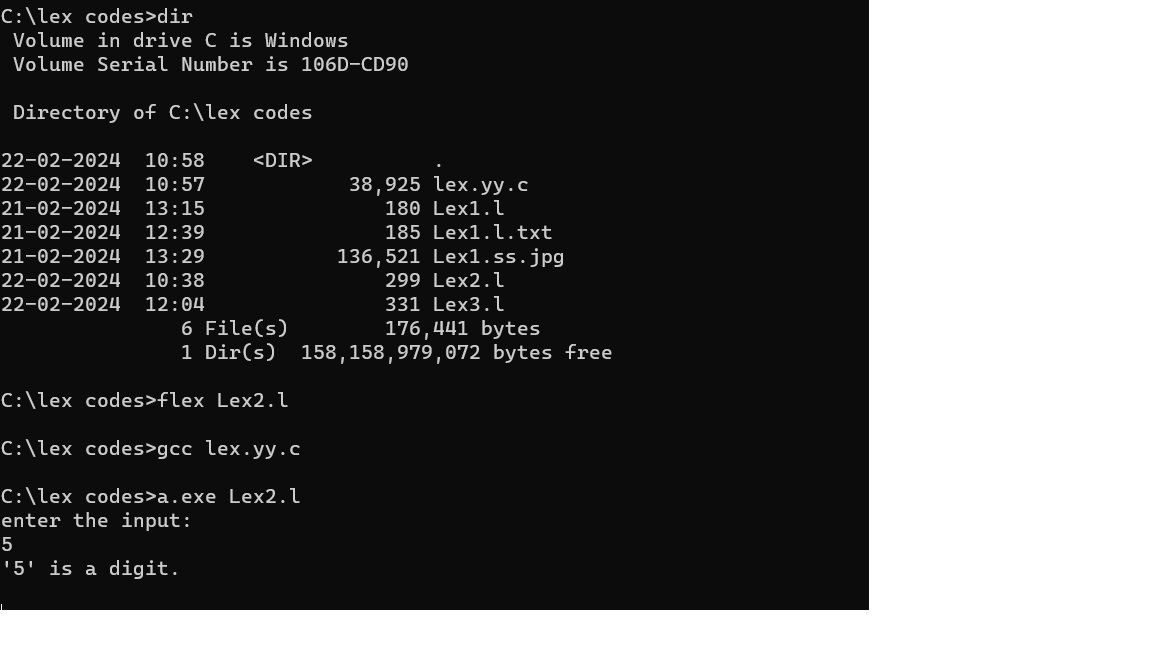 C:\lex codes>dir
 Volume in drive C is Windows
 Volume Serial Number is 106D-CD90

 Directory of C:\lex codes

22-02-2024  10:58    <DIR>          .
22-02-2024  10:57            38,925 lex.yy.c
21-02-2024  13:15               180 Lex1.l
21-02-2024  12:39               185 Lex1.l.txt
21-02-2024  13:29           136,521 Lex1.ss.jpg
22-02-2024  10:38               299 Lex2.l
22-02-2024  12:04               331 Lex3.l
               6 File(s)        176,441 bytes
               1 Dir(s)  158,158,979,072 bytes free

C:\lex codes>flex Lex2.l

C:\lex codes>gcc lex.yy.c

C:\lex codes>a.exe Lex2.l
enter the input:
5
'5' is a digit.